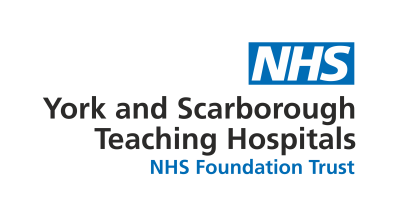 NHS
York and Scarborough
Teaching Hospitals
NHS Foundation Trust